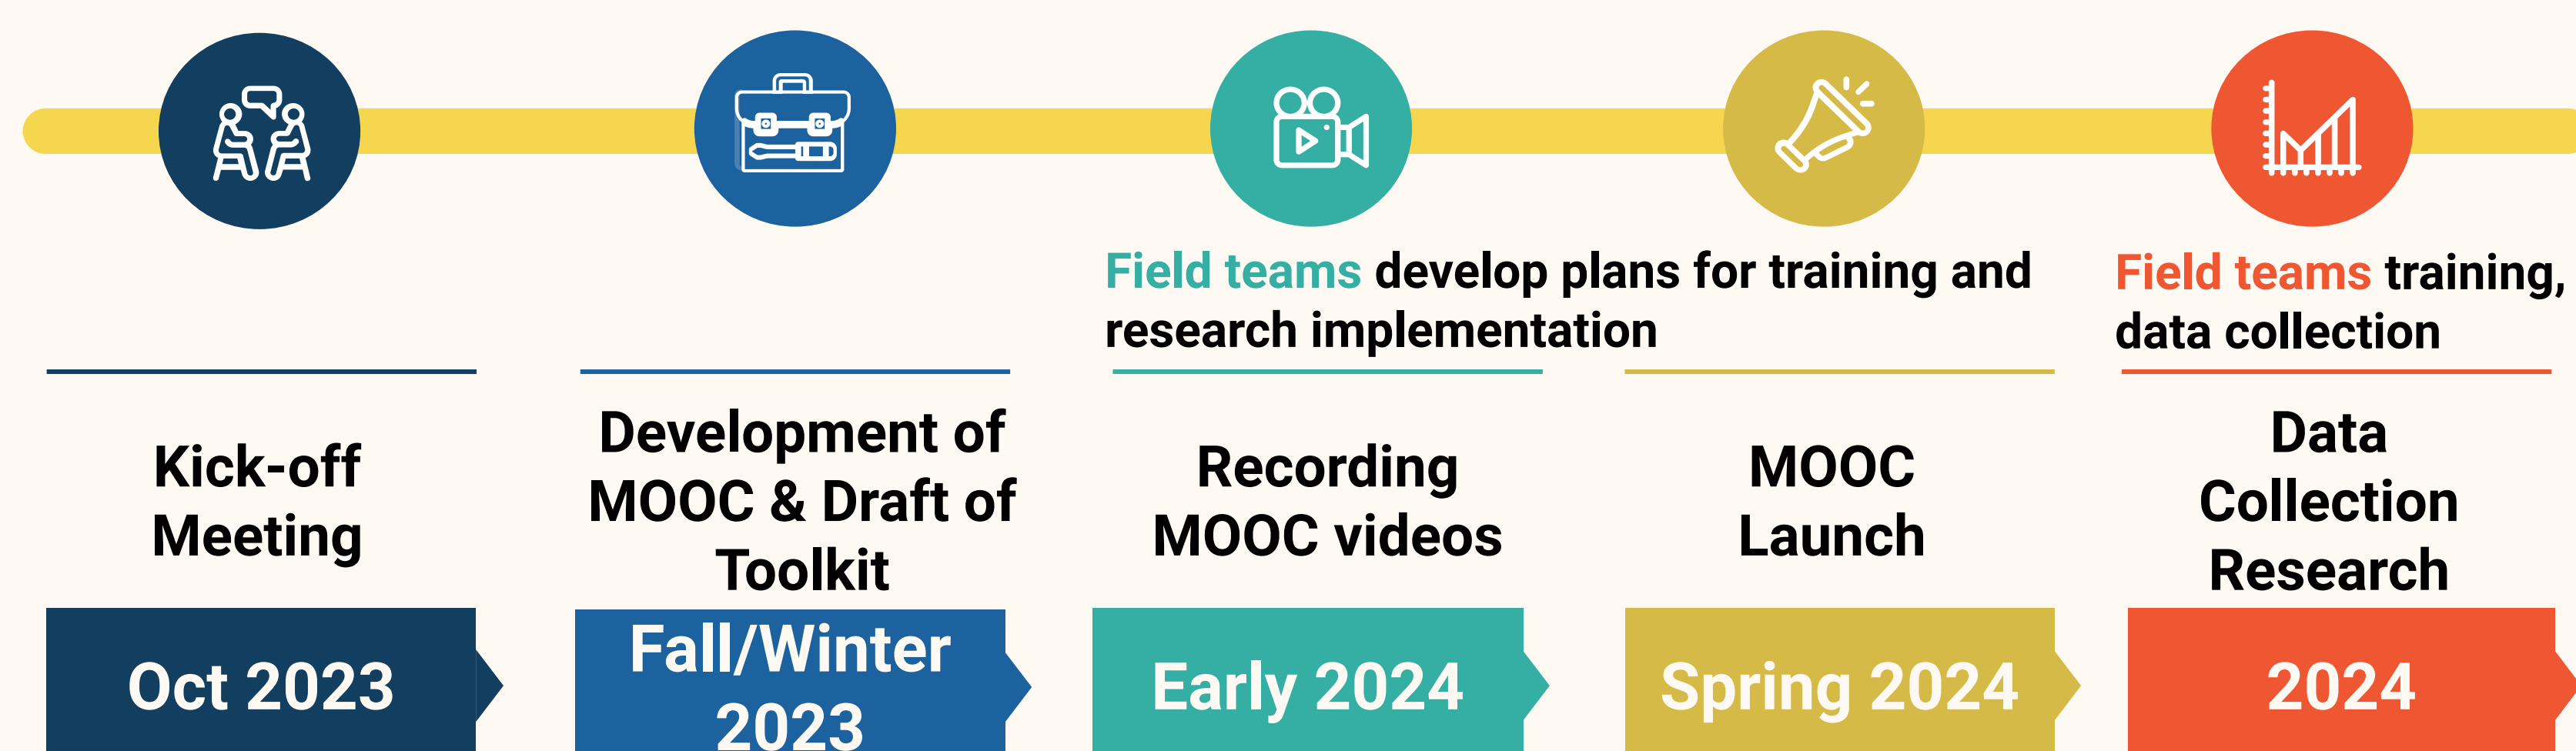 Field teams develop plans for training and
research implementation
Field teams training,
data collection
Kick-off
Meeting
Development of
MOOC & Draft of
Toolkit
Recording
MOOC videos
MOOC
Launch
Data
Collection
Research
Oct 2023
Fall/Winter
2023
Early 2024
Spring 2024
2024